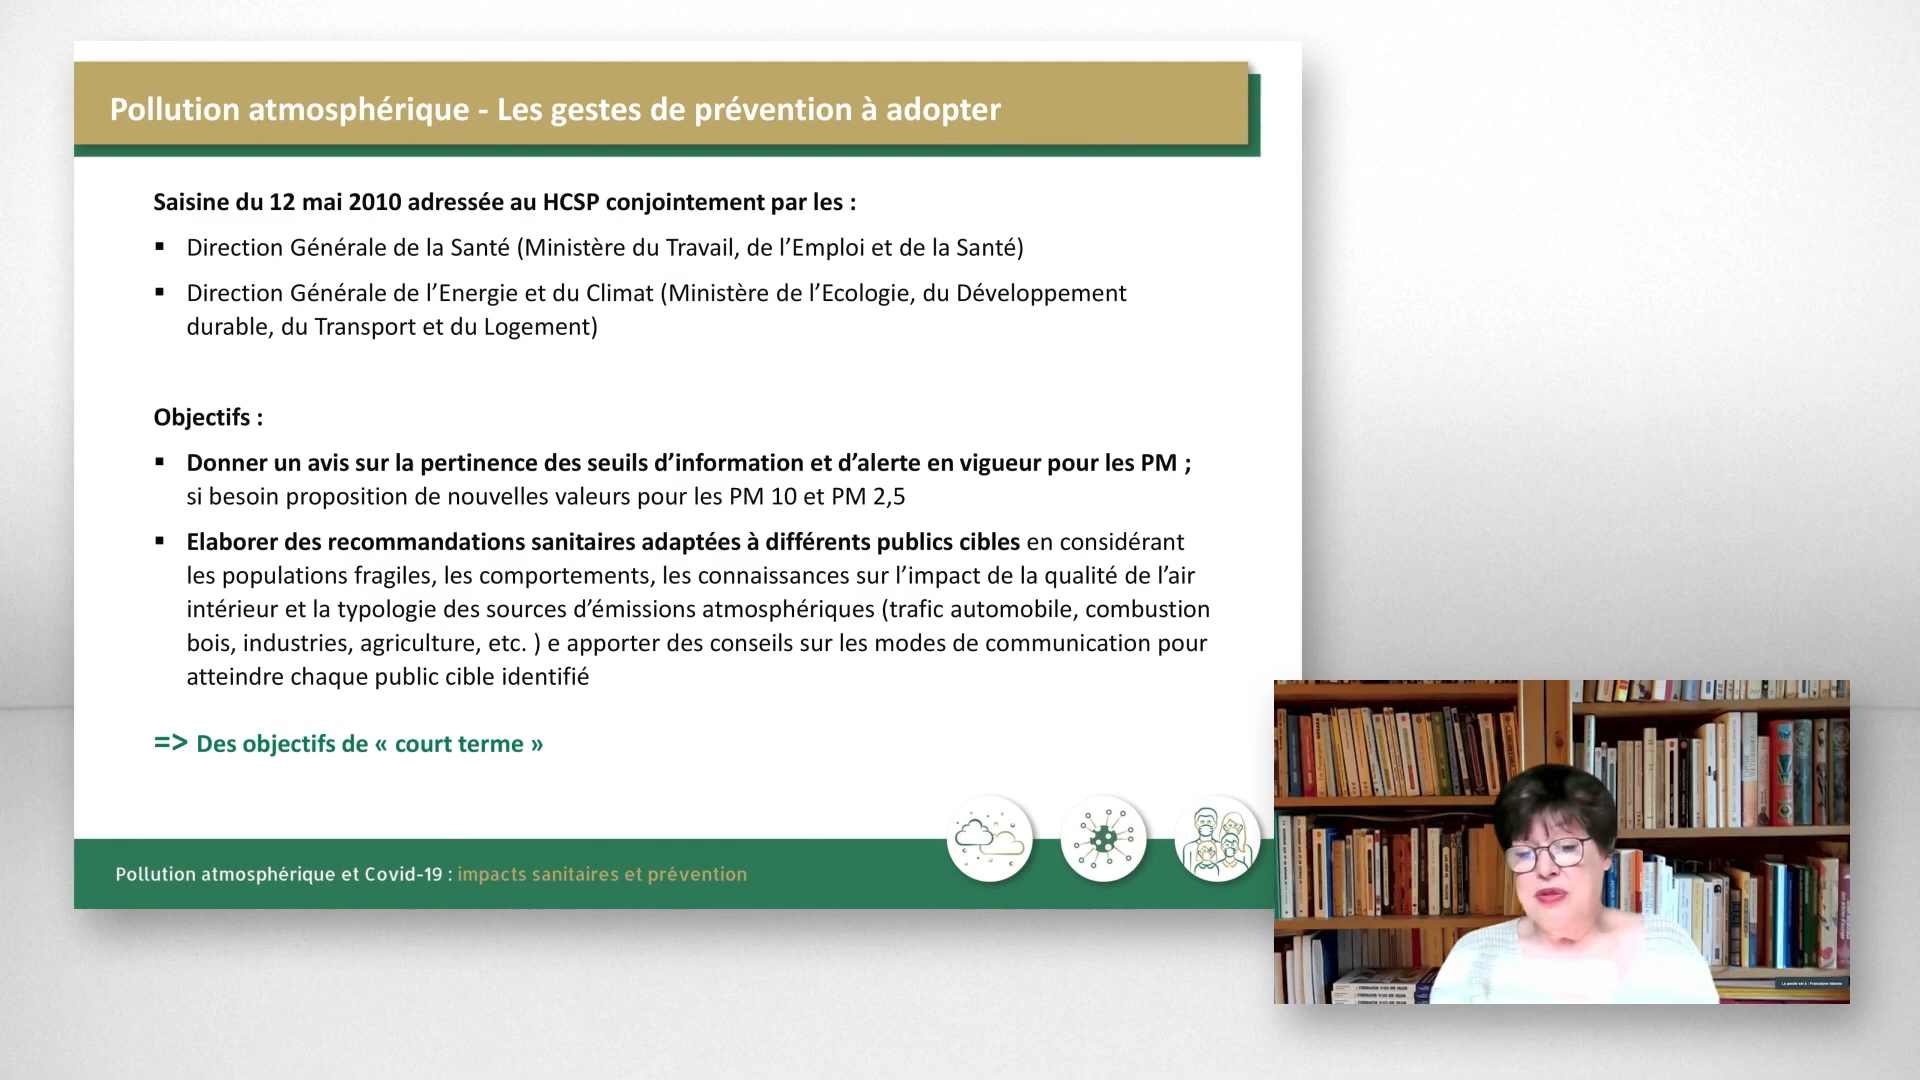 Pollution atmosphérique - Les gestes de prévention à adopter
Saisine du 12 mai 2010 adressée au HCSP conjointement par les :
▪ Direction Générale de la Santé (Ministère du Travail, de l’Emploi et de la Santé)
▪ Direction Générale de l’Energie et du Climat (Ministère de l’Ecologie, du Développement
durable, du Transport et du Logement)
Objectifs :
▪ Donner un avis sur la pertinence des seuils d’information et d’alerte en vigueur pour les PM ;
si besoin proposition de nouvelles valeurs pour les PM 10 et PM 2,5
▪ Elaborer des recommandations sanitaires adaptées à différents publics cibles en considérant
les populations fragiles, les comportements, les connaissances sur l’impact de la qualité de l’air
intérieur et la typologie des sources d’émissions atmosphériques (trafic automobile, combustion
bois, industries, agriculture, etc. ) e apporter des conseils sur les modes de communication pour
atteindre chaque public cible identifié
=> Des objectifs de « court terme »
Pollution atmosphérique et Covid-19 : impacts sanitaires et prévention